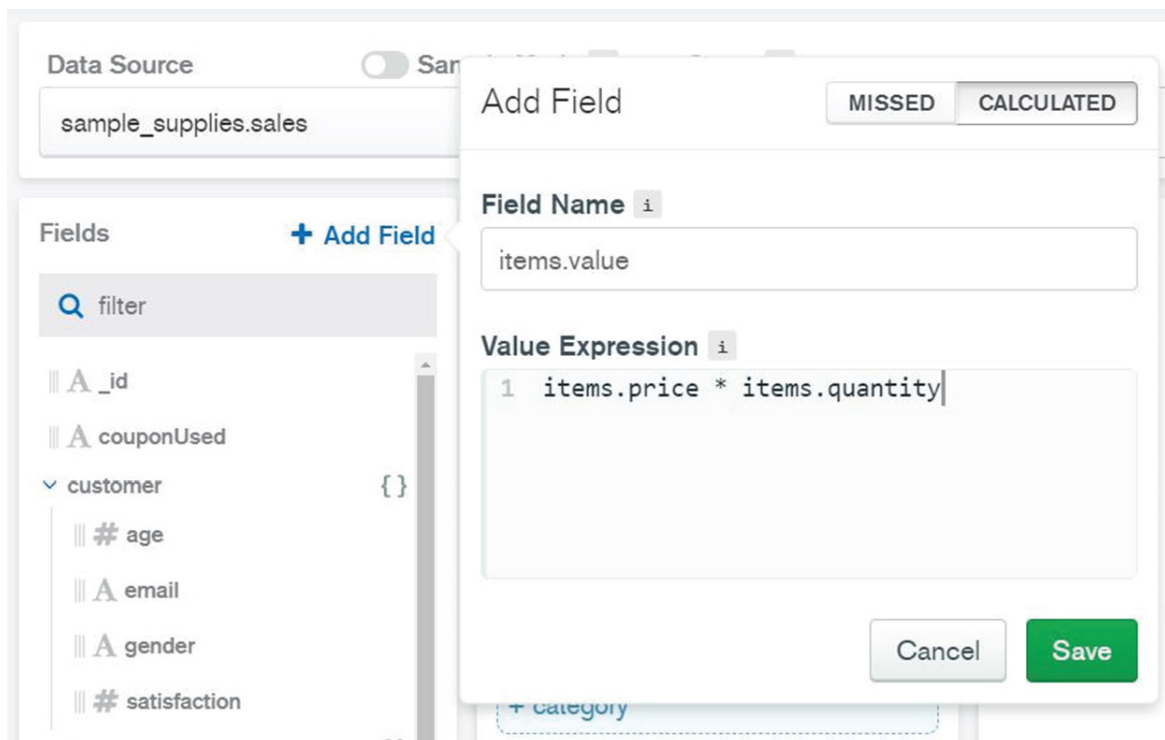 Data Source
sample_supplies.sales
Fields
+ Add Field
filter
_id
couponUsed
customer
{ }
age
email
gender
satisfaction
Add Field
MISSED
CALCULATED
Field Name i
items.value
Value Expression i
1 items.price * items.quantity
Cancel
Save
+ category